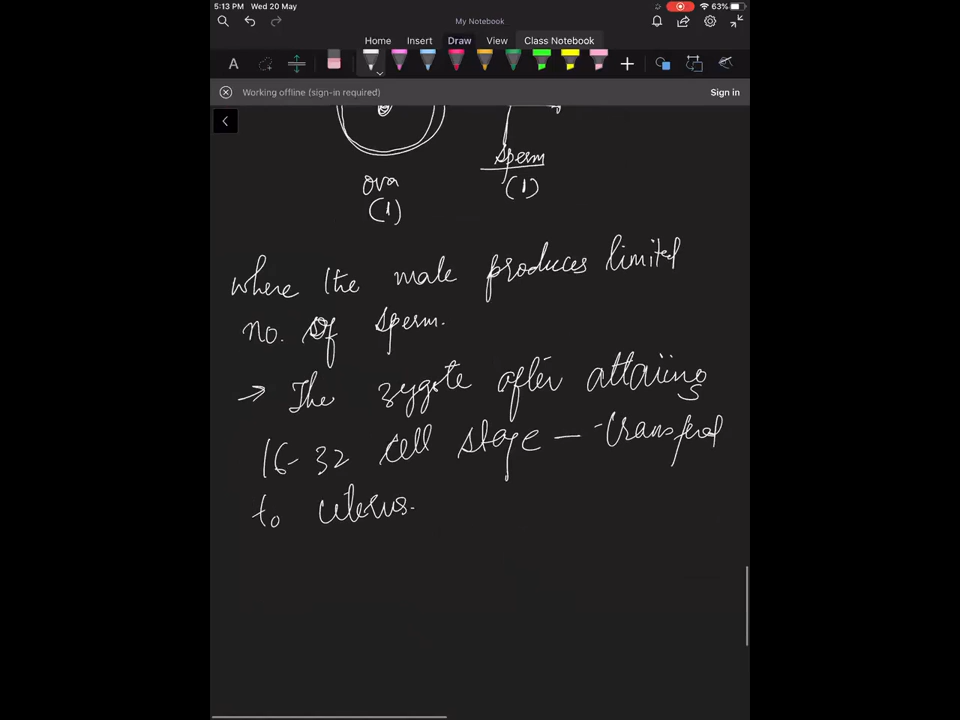 5:13 PM Wed 20 May 63%
My Notebook
Home Insert Draw View Class Notebook
A
Working offline (sign-in required) Sign in
ova
(1)
sperm
(1)
where the male produces limited
no. of sperm.
→ The zygote after attaiing
16-32 cell stage — transferd
to uterus.